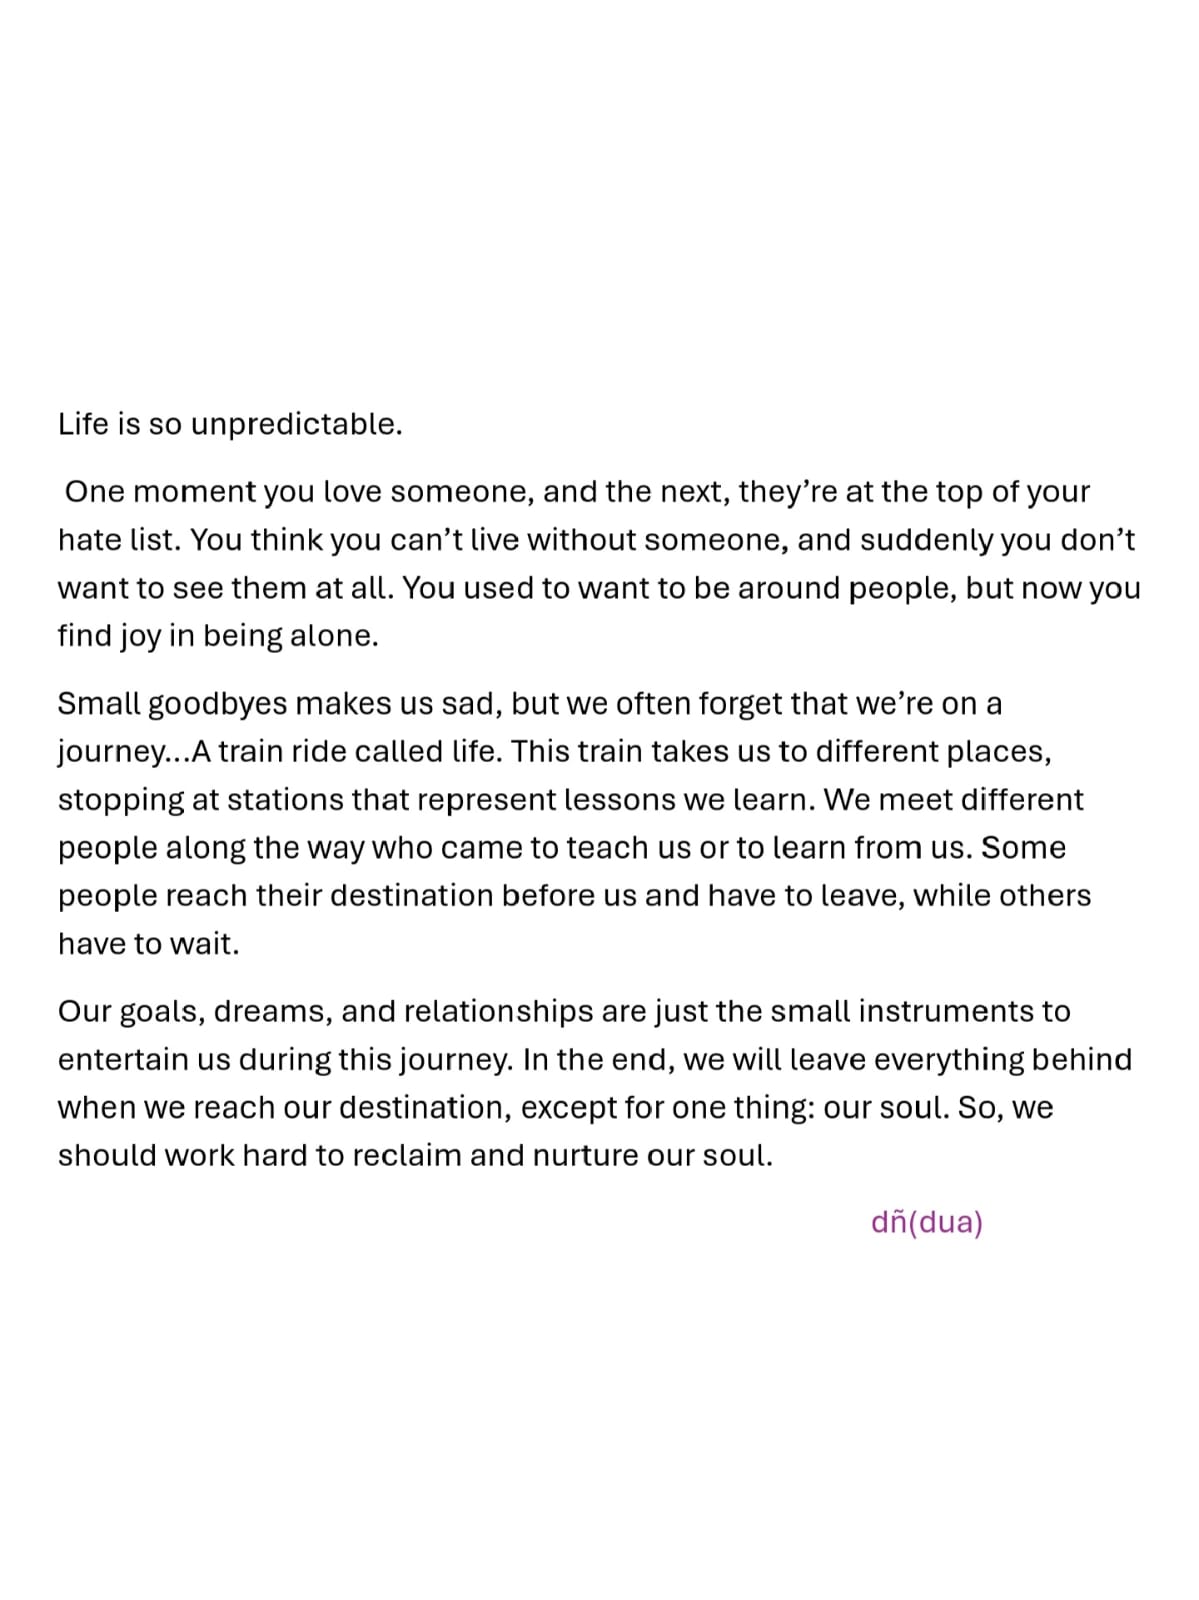 Life is so unpredictable.
One moment you love someone, and the next, they’re at the top of your
hate list. You think you can’t live without someone, and suddenly you don’t
want to see them at all. You used to want to be around people, but now you
find joy in being alone.
Small goodbyes makes us sad, but we often forget that we’re on a
journey...A train ride called life. This train takes us to different places,
stopping at stations that represent lessons we learn. We meet different
people along the way who came to teach us or to learn from us. Some
people reach their destination before us and have to leave, while others
have to wait.
Our goals, dreams, and relationships are just the small instruments to
entertain us during this journey. In the end, we will leave everything behind
when we reach our destination, except for one thing: our soul. So, we
should work hard to reclaim and nurture our soul.
dñ(dua)